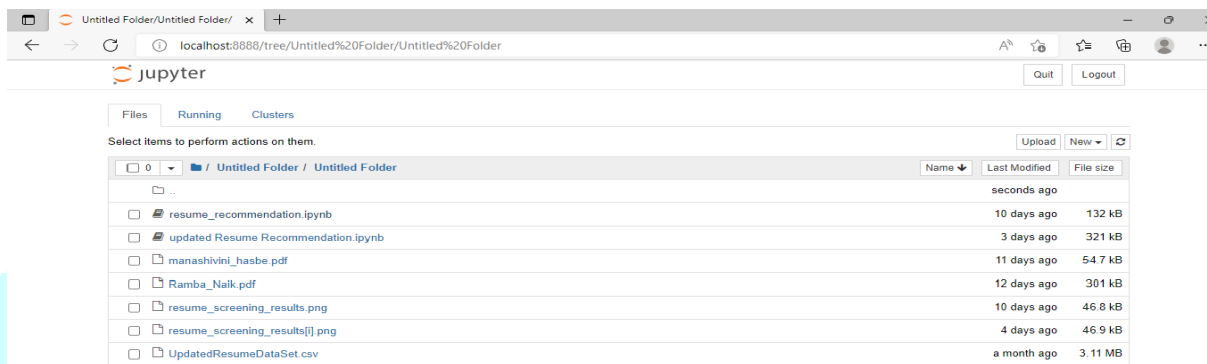 Untitled Folder/Untitled Folder/
localhost:8888/tree/Untitled%20Folder/Untitled%20Folder
jupyter Quit Logout
Files Running Clusters
Select items to perform actions on them. Upload New
0 / Untitled Folder / Untitled Folder Name Last Modified File size
.. seconds ago
resume_recommendation.ipynb 10 days ago 132 kB
updated Resume Recommendation.ipynb 3 days ago 321 kB
manashivini_hasbe.pdf 11 days ago 54.7 kB
Ramba_Naik.pdf 12 days ago 301 kB
resume_screening_results.png 10 days ago 46.8 kB
resume_screening_results[i].png 4 days ago 46.9 kB
UpdatedResumeDataSet.csv a month ago 3.11 MB